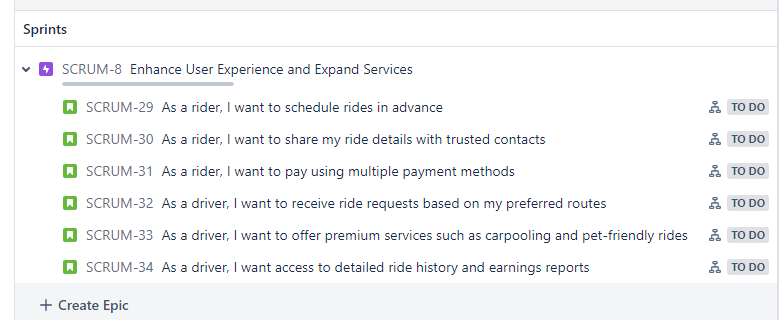 Sprints
SCRUM-8 Enhance User Experience and Expand Services
SCRUM-29 As a rider, I want to schedule rides in advance TO DO
SCRUM-30 As a rider, I want to share my ride details with trusted contacts TO DO
SCRUM-31 As a rider, I want to pay using multiple payment methods TO DO
SCRUM-32 As a driver, I want to receive ride requests based on my preferred routes TO DO
SCRUM-33 As a driver, I want to offer premium services such as carpooling and pet-friendly rides TO DO
SCRUM-34 As a driver, I want access to detailed ride history and earnings reports TO DO
+ Create Epic